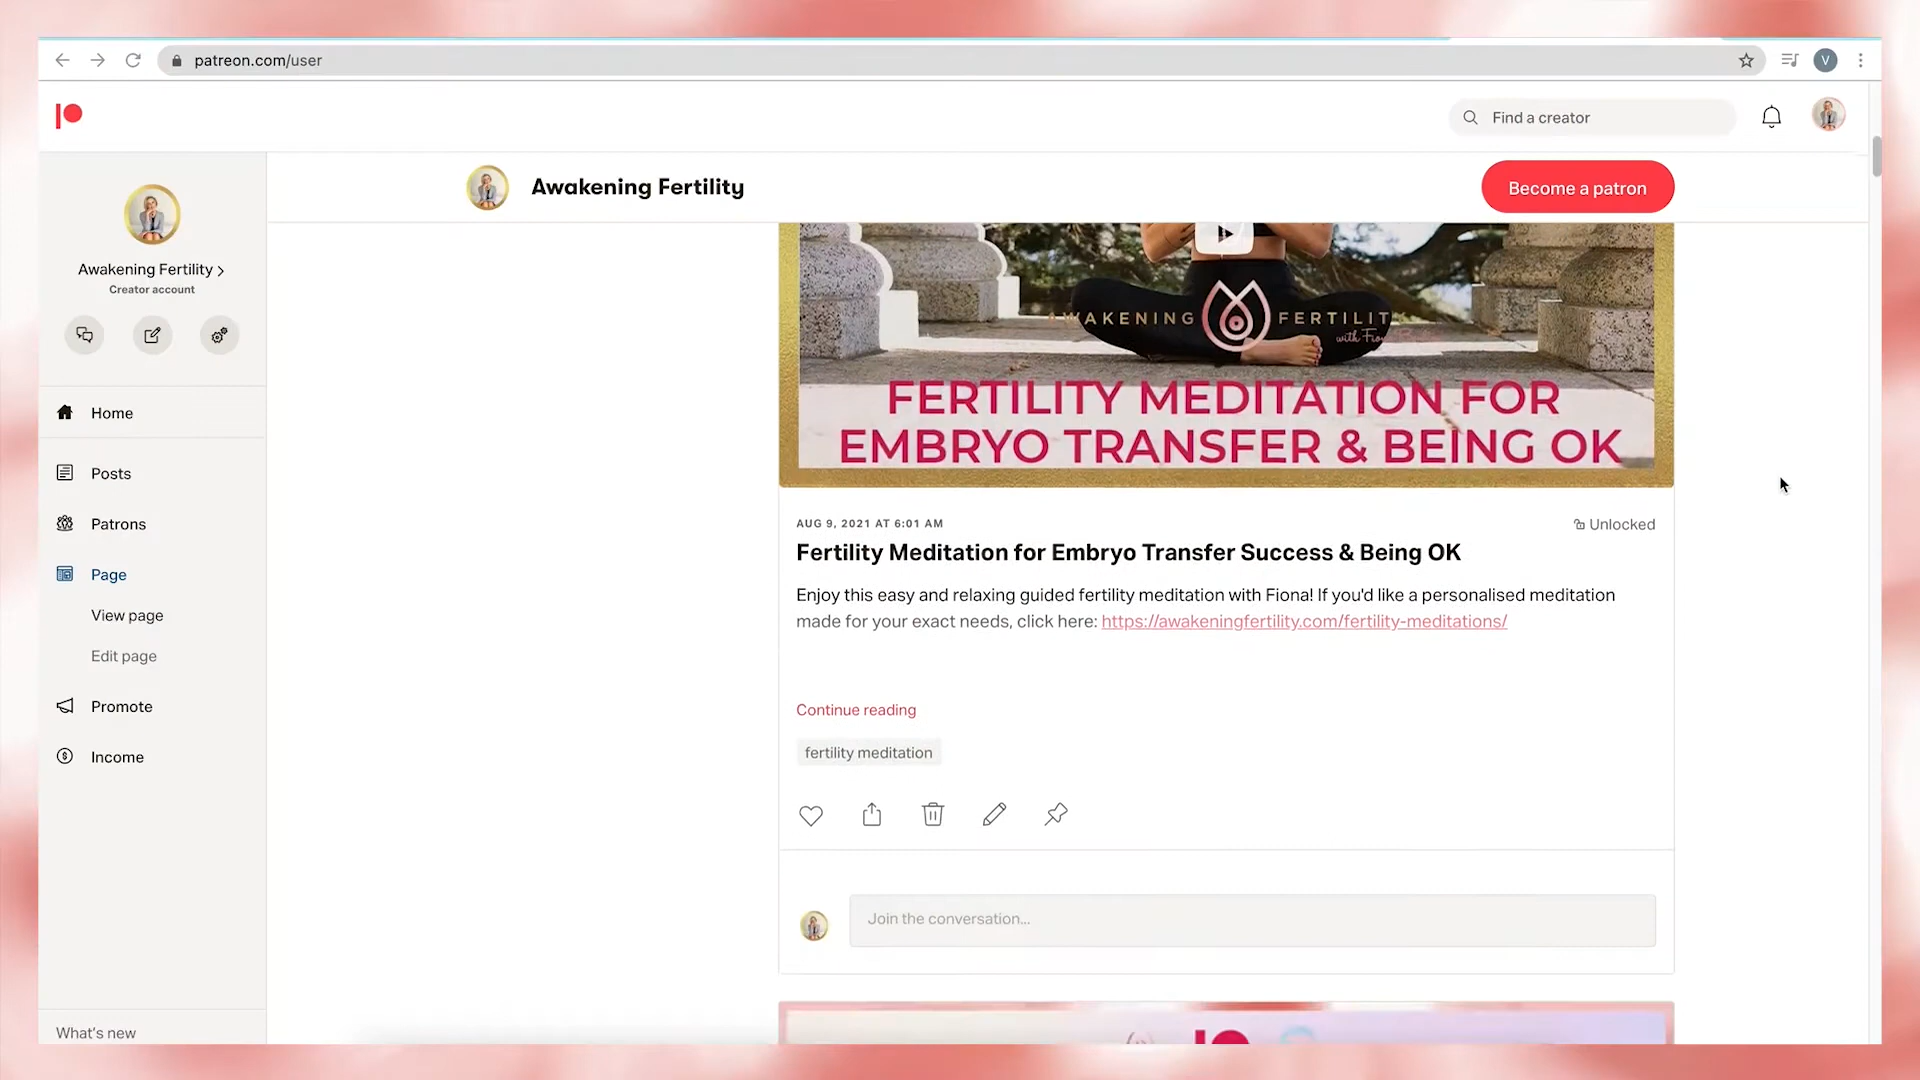 patreon.com/user
V
Find a creator
Awakening Fertility
Become a patron
Awakening Fertility
Creator account
Home
Posts
Patrons
Page
View page
Edit page
Promote
Income
What's new
AWAKENING FERTILITY
with Fiona
FERTILITY MEDITATION FOR
EMBRYO TRANSFER & BEING OK
AUG 9, 2021 AT 6:01 AM
Unlocked
Fertility Meditation for Embryo Transfer Success & Being OK
Enjoy this easy and relaxing guided fertility meditation with Fiona! If you'd like a personalised meditation
made for your exact needs, click here: https://awakeningfertility.com/fertility-meditations/
Continue reading
fertility meditation
Join the conversation...